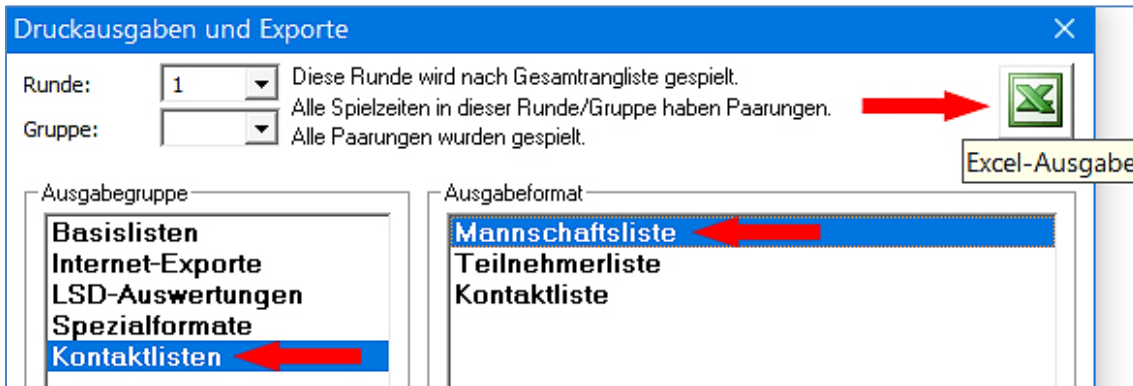 Druckausgaben und Exporte
Runde: 1 Diese Runde wird nach Gesamtrangliste gespielt.
Alle Spielzeiten in dieser Runde/Gruppe haben Paarungen.
Gruppe: Alle Paarungen wurden gespielt.
Excel-Ausgabe
Ausgabegruppe
Basislisten
Internet-Exporte
LSD-Auswertungen
Spezialformate
Kontaktlisten
Ausgabeformat
Mannschaftsliste
Teilnehmerliste
Kontaktliste